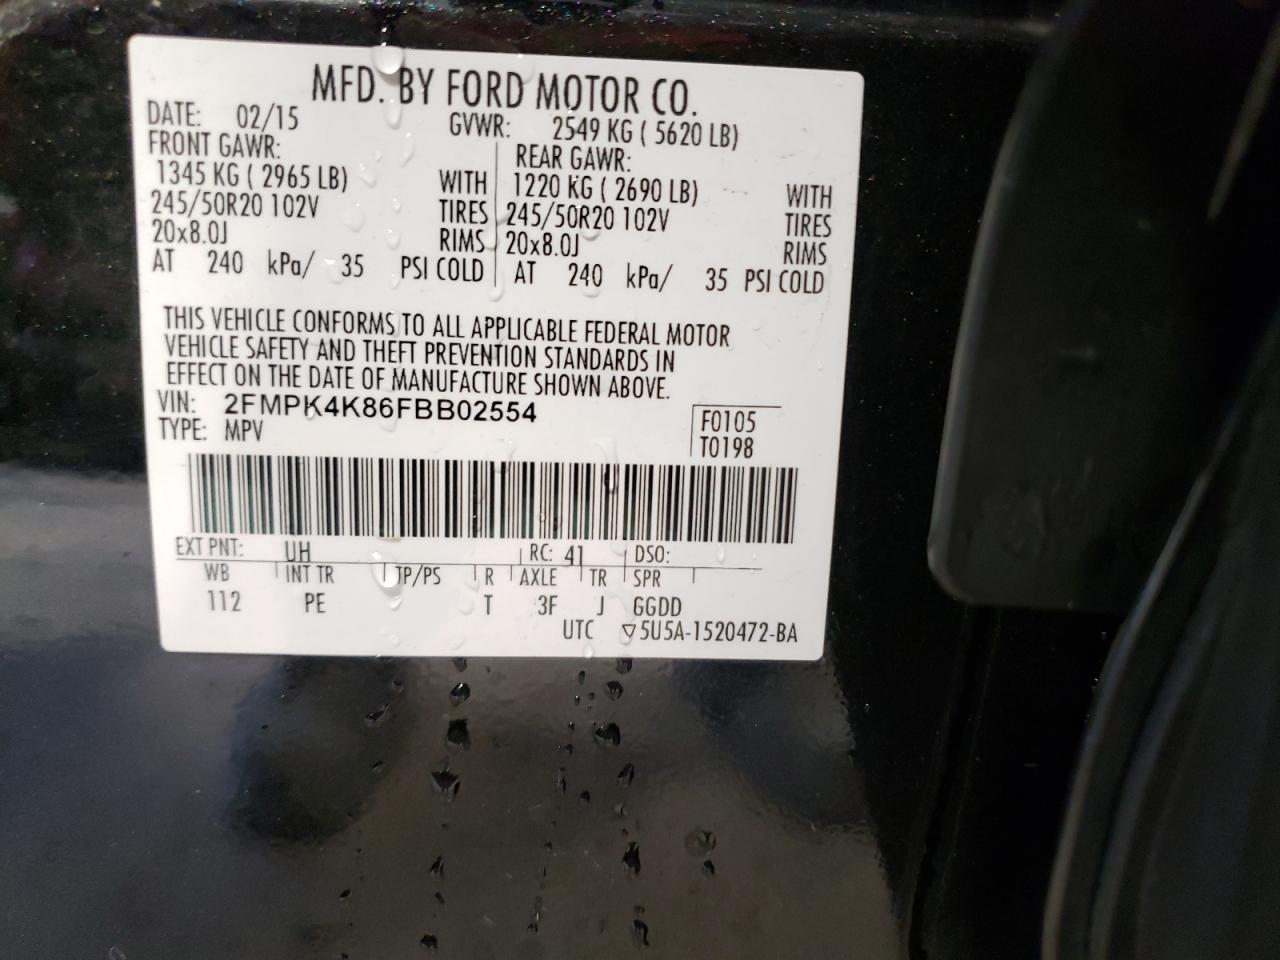 MFD. BY FORD MOTOR CO.
DATE: 02/15 GVWR: 2549 KG ( 5620 LB)
FRONT GAWR: REAR GAWR:
1345 KG ( 2965 LB) WITH 1220 KG ( 2690 LB) WITH
245/50R20 102V TIRES 245/50R20 102V TIRES
20x8.0J RIMS 20x8.0J RIMS
AT 240 kPa/ 35 PSI COLD AT 240 kPa/ 35 PSI COLD
THIS VEHICLE CONFORMS TO ALL APPLICABLE FEDERAL MOTOR
VEHICLE SAFETY AND THEFT PREVENTION STANDARDS IN
EFFECT ON THE DATE OF MANUFACTURE SHOWN ABOVE.
VIN: 2FMPK4K86FBB02554 F0105
TYPE: MPV T0198
EXT PNT: UH RC: 41 DSO:
WB INT TR TP/PS R AXLE TR SPR
112 PE T 3F J GGDD
UTC ▽5U5A-1520472-BA